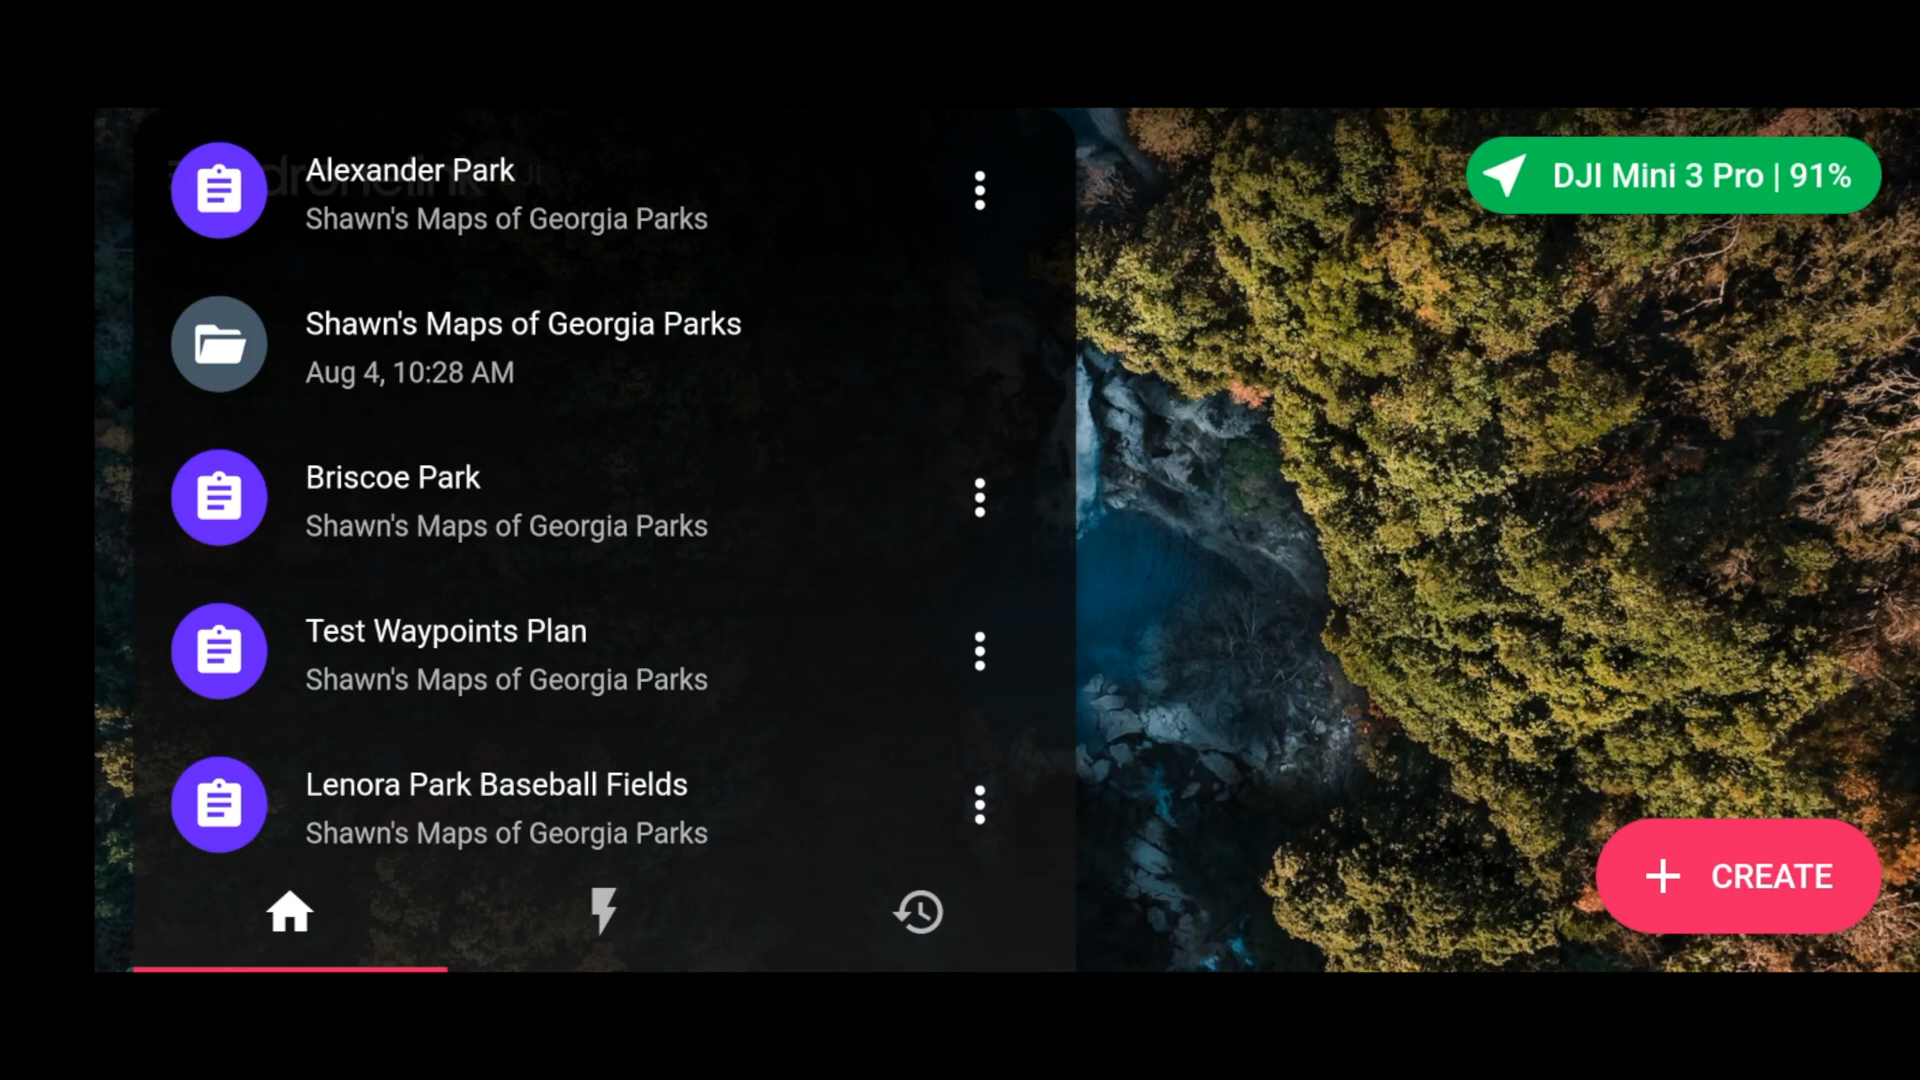 Alexander Park
Shawn's Maps of Georgia Parks
DJI Mini 3 Pro | 91%
Shawn's Maps of Georgia Parks
Aug 4, 10:28 AM
Briscoe Park
Shawn's Maps of Georgia Parks
Test Waypoints Plan
Shawn's Maps of Georgia Parks
Lenora Park Baseball Fields
Shawn's Maps of Georgia Parks
CREATE